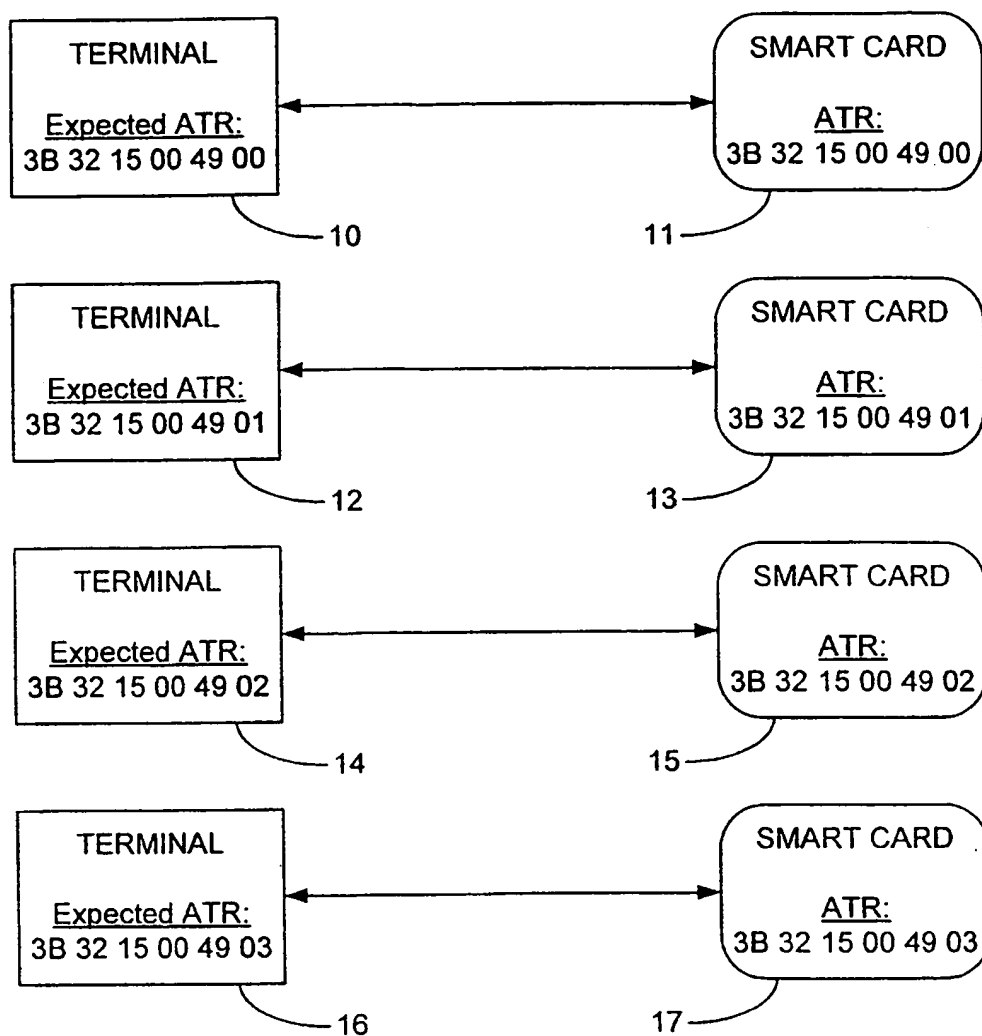 TERMINAL
Expected ATR:
3B 32 15 00 49 00
10
SMART CARD
ATR:
3B 32 15 00 49 00
11
TERMINAL
Expected ATR:
3B 32 15 00 49 01
12
SMART CARD
ATR:
3B 32 15 00 49 01
13
TERMINAL
Expected ATR:
3B 32 15 00 49 02
14
SMART CARD
ATR:
3B 32 15 00 49 02
15
TERMINAL
Expected ATR:
3B 32 15 00 49 03
16
SMART CARD
ATR:
3B 32 15 00 49 03
17